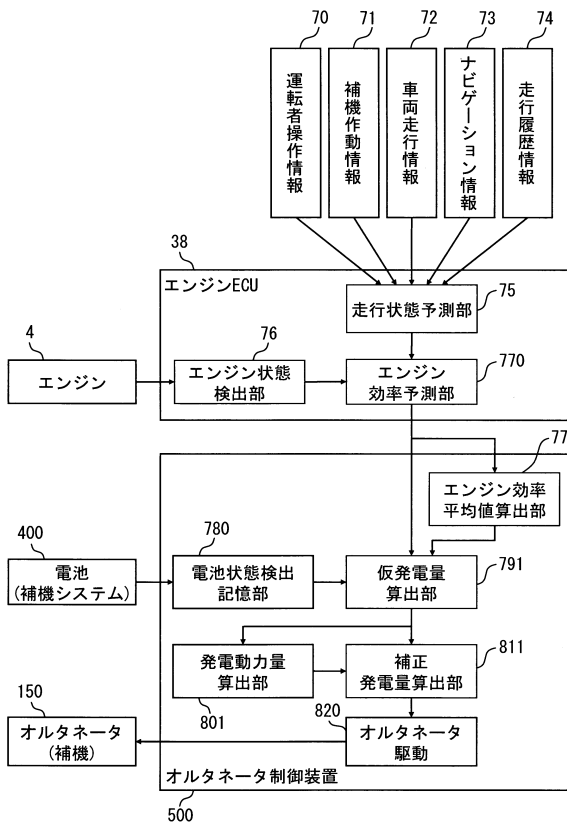 70
71
72
73
74
運転者操作情報
補機作動情報
車両走行情報
ナビゲーション情報
走行履歴情報
38
エンジンECU
走行状態予測部
75
4
エンジン
76
エンジン状態
検出部
エンジン
効率予測部
770
77
エンジン効率
平均値算出部
400
電池
(補機システム)
780
電池状態検出
記憶部
仮発電量
算出部
791
発電動力量
算出部
801
補正
発電量算出部
811
150
オルタネータ
(補機)
820
オルタネータ
駆動
オルタネータ制御装置
500